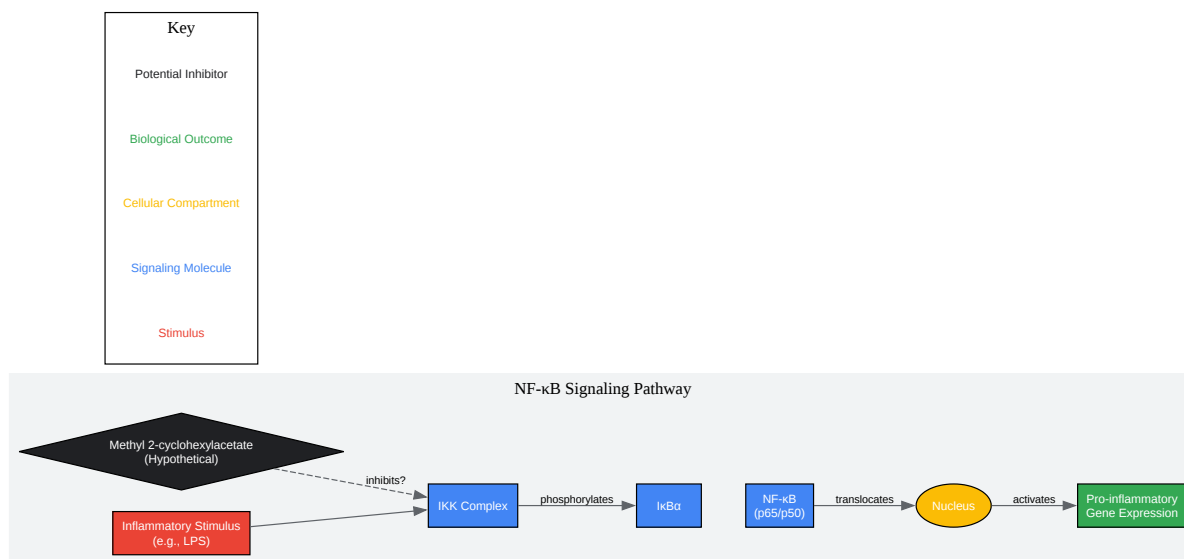 Key
Potential Inhibitor
Biological Outcome
Cellular Compartment
Signaling Molecule
Stimulus
NF-κB Signaling Pathway
Methyl 2-cyclohexylacetate
(Hypothetical)
inhibits?
Inflammatory Stimulus
(e.g., LPS)
IKK Complex
phosphorylates
IκBα
NF-κB
(p65/p50)
translocates
Nucleus
activates
Pro-inflammatory
Gene Expression